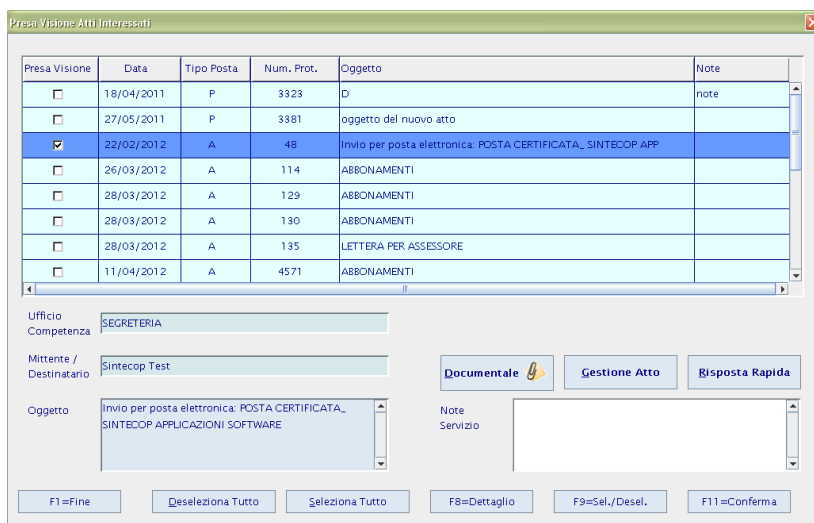 Presa Visione Atti Interessati
Presa Visione Data Tipo Posta Num. Prot. Oggetto Note
18/04/2011 P 3323 D note
27/05/2011 P 3381 oggetto del nuovo atto
22/02/2012 A 48 Invio per posta elettronica: POSTA CERTIFICATA_ SINTECOP APP
26/03/2012 A 114 ABBONAMENTI
28/03/2012 A 129 ABBONAMENTI
28/03/2012 A 130 ABBONAMENTI
28/03/2012 A 135 LETTERA PER ASSESSORE
11/04/2012 A 4571 ABBONAMENTI
Ufficio
Competenza
SEGRETERIA
Mittente /
Destinatario
Sintecop Test
Documentale Gestione Atto Risposta Rapida
Oggetto
Invio per posta elettronica: POSTA CERTIFICATA_
SINTECOP APPLICAZIONI SOFTWARE
Note
Servizio
F1=Fine Deseleziona Tutto Seleziona Tutto F8=Dettaglio F9=Sel./Desel. F11=Conferma